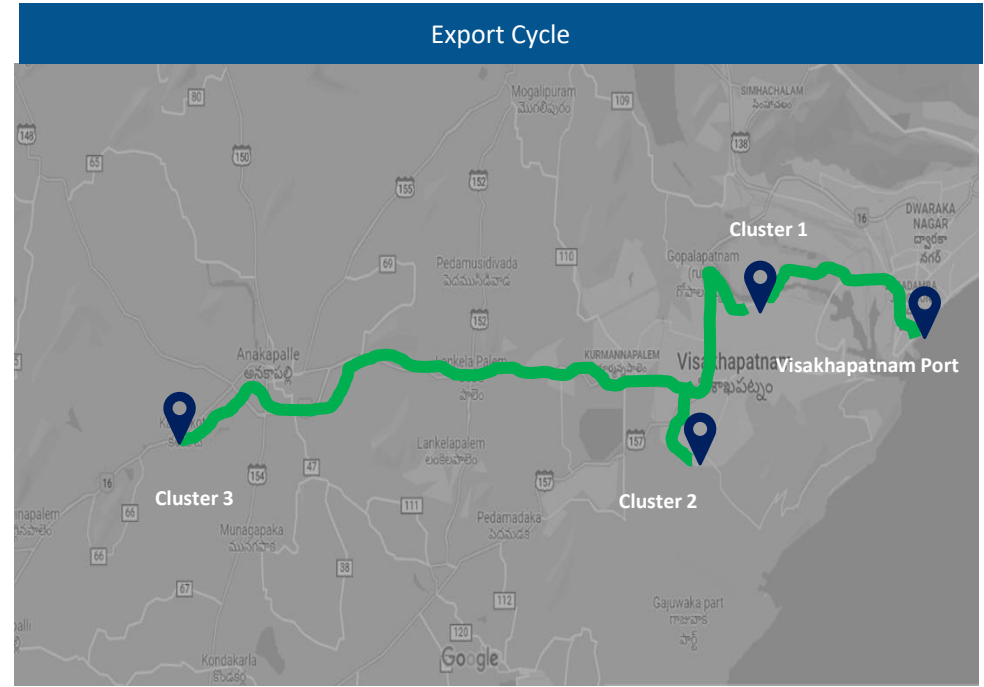 Export Cycle
Mogalipuram
మొగలిపురం
SIMHACHALAM
సింహాచలం
80
109
148
138
150
65
155
152
DWARAKA
NAGAR
ద్వారకా
నగర్
16
Cluster 1
Gopalapatnam
110
69
Pedamusidivada
పెదముసిడివాడ
152
Visakhapatnam Port
Anakapalle
అనకాపల్లి
Lankela Palem
పాలెం
KURMANNAPALEM
Visakhapatnam
విశాఖపట్నం
157
Lankelapalem
లంకెలపాలెం
Cluster 3
Cluster 2
16
154
47
157
66
111
Munagapaka
మునగపాక
Pedamadaka
పెదమడక
66
38
67
112
Gajuwaka part
గాజువాక
పార్ట్
120
Kondakarla
కొండకర్ల
Google